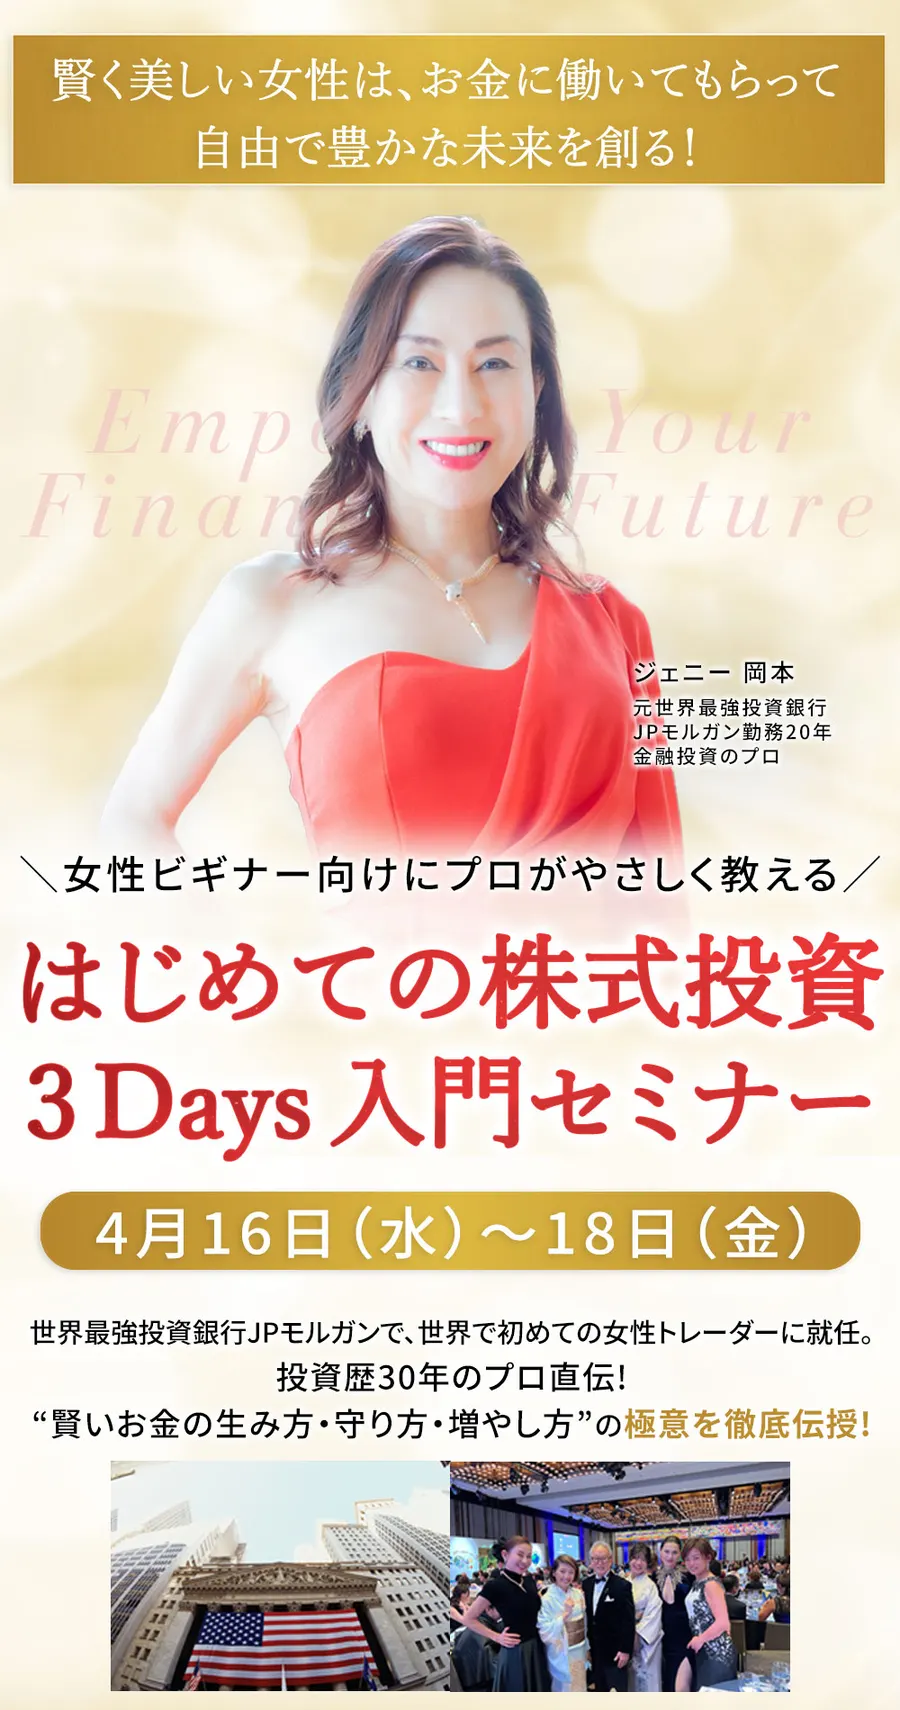 賢く美しい女性は、お金に働いてもらって
自由で豊かな未来を創る!
Empo Your
Finan Future
ジェニー 岡本
元世界最強投資銀行
JPモルガン勤務20年
金融投資のプロ
＼女性ビギナー向けにプロがやさしく教える／
はじめての株式投資
3 Days 入門セミナー
4月16日（水）～18日（金）
世界最強投資銀行JPモルガンで、世界で初めての女性トレーダーに就任。
投資歴30年のプロ直伝!
“賢いお金の生み方・守り方・増やし方”の極意を徹底伝授!